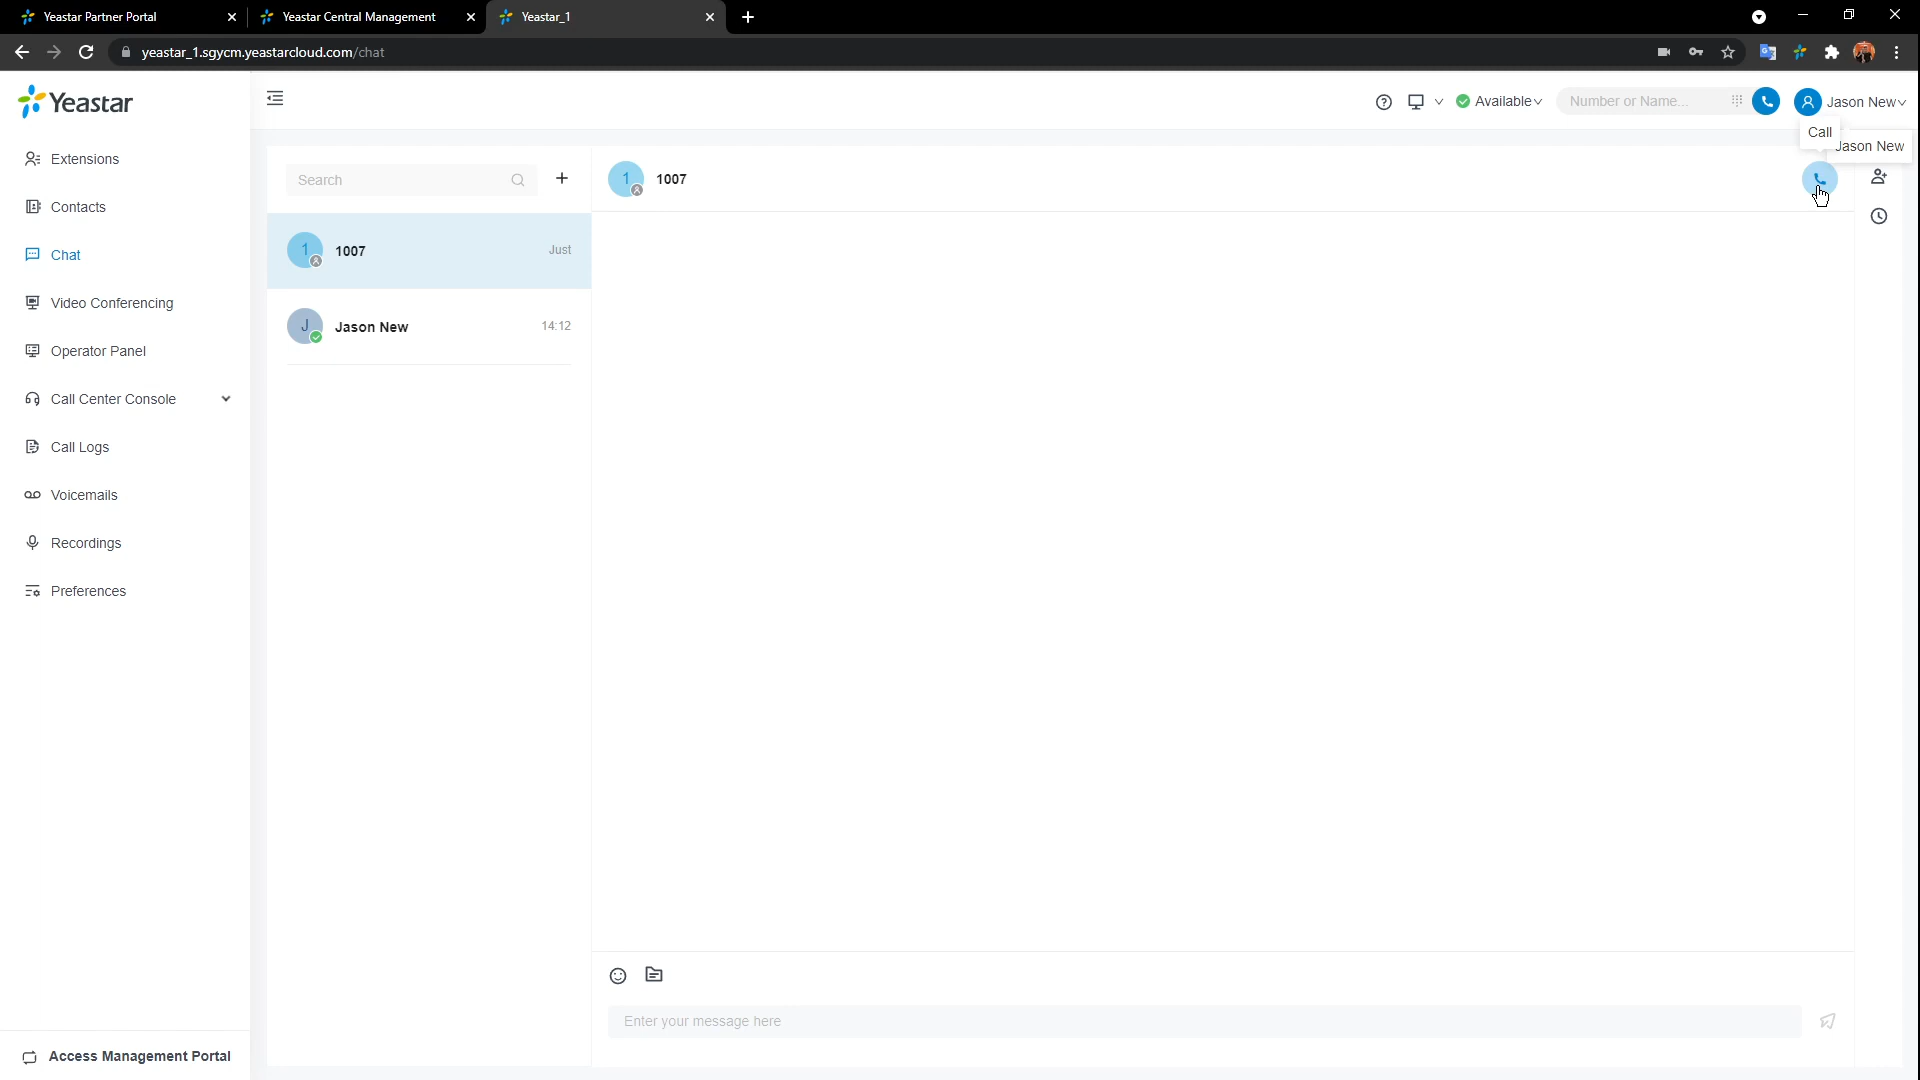 Yeastar Partner Portal
Yeastar Central Management
Yeastar_1
yeastar_1.sgycm.yeastarcloud.com/chat
Yeastar
Available
Number or Name...
Jason New
Call
Jason New
Extensions
Contacts
Chat
Video Conferencing
Operator Panel
Call Center Console
Call Logs
Voicemails
Recordings
Preferences
Access Management Portal
Search
1 1007 Just
J Jason New 14:12
1 1007
Enter your message here